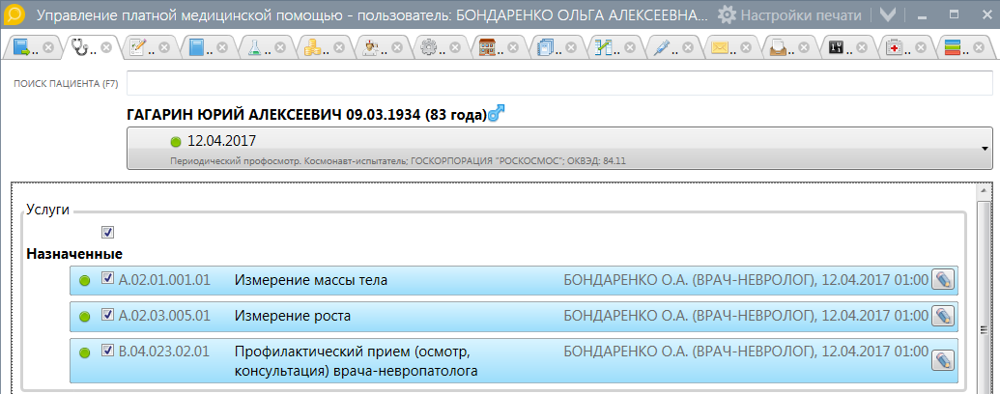 Управление платной медицинской помощью - пользователь: БОНДАРЕНКО ОЛЬГА АЛЕКСЕЕВНА... Настройки печати
ПОИСК ПАЦИЕНТА (F7)
ГАГАРИН ЮРИЙ АЛЕКСЕЕВИЧ 09.03.1934 (83 года)
12.04.2017
Периодический профосмотр. Космонавт-испытатель; ГОСКОРПОРАЦИЯ "РОСКОСМОС"; ОКВЭД: 84.11
Услуги
Назначенные
A.02.01.001.01 Измерение массы тела БОНДАРЕНКО О.А. (ВРАЧ-НЕВРОЛОГ), 12.04.2017 01:00
A.02.03.005.01 Измерение роста БОНДАРЕНКО О.А. (ВРАЧ-НЕВРОЛОГ), 12.04.2017 01:00
B.04.023.02.01 Профилактический прием (осмотр, БОНДАРЕНКО О.А. (ВРАЧ-НЕВРОЛОГ), 12.04.2017 01:00
консультация) врача-невропатолога